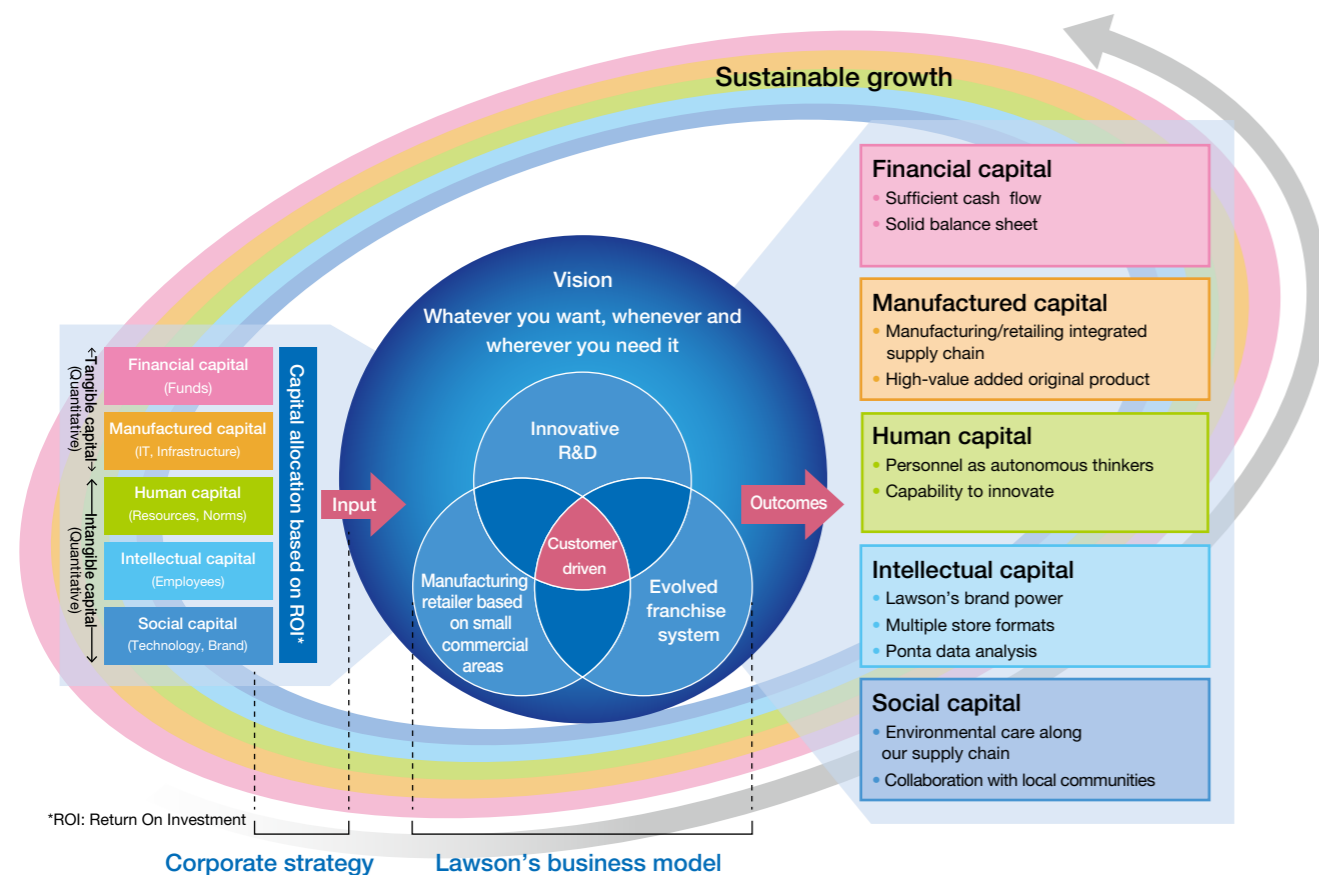 Sustainable growth
←Tangible capital→
(Quantitative)
←Intangible capital→
(Quantitative)
Financial capital
(Funds)
Manufactured capital
(IT, Infrastructure)
Human capital
(Resources, Norms)
Intellectual capital
(Employees)
Social capital
(Technology, Brand)
Capital allocation based on ROI*
Input
Vision
Whatever you want, whenever and
wherever you need it
Innovative
R&D
Customer
driven
Manufacturing
retailer based
on small
commercial
areas
Evolved
franchise
system
Outcomes
Financial capital
• Sufficient cash flow
• Solid balance sheet
Manufactured capital
• Manufacturing/retailing integrated
supply chain
• High-value added original product
Human capital
• Personnel as autonomous thinkers
• Capability to innovate
Intellectual capital
• Lawson's brand power
• Multiple store formats
• Ponta data analysis
Social capital
• Environmental care along
our supply chain
• Collaboration with local communities
*ROI: Return On Investment
Corporate strategy
Lawson's business model